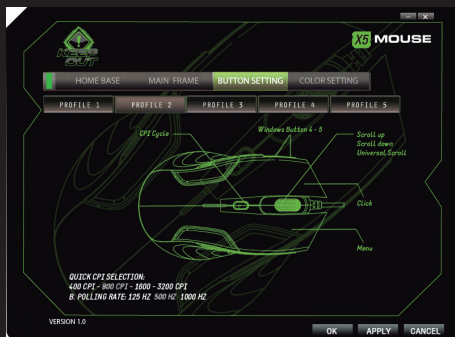 KEEP
OUT
X5 MOUSE
HOME BASE MAIN FRAME BUTTON SETTING COLOR SETTING
PROFILE 1 PROFILE 2 PROFILE 3 PROFILE 4 PROFILE 5
CPI Cycle
Windows Button 4 - 5
Scroll up
Scroll down
Universal Scroll
Click
Menu
QUICK CPI SELECTION:
400 CPI - 800 CPI - 1600 - 3200 CPI
B. POLLING RATE: 125 HZ 500 HZ 1000 HZ
VERSION 1.0
OK APPLY CANCEL